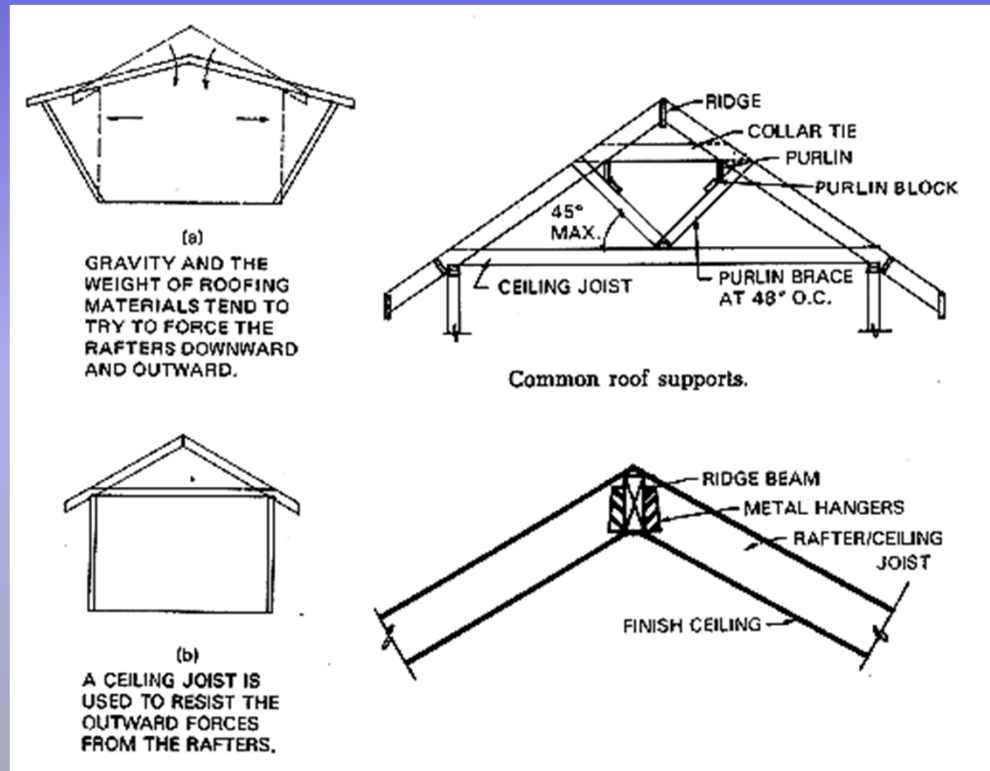 (a)
GRAVITY AND THE
WEIGHT OF ROOFING
MATERIALS TEND TO
TRY TO FORCE THE
RAFTERS DOWNWARD
AND OUTWARD.
RIDGE
COLLAR TIE
PURLIN
PURLIN BLOCK
45°
MAX.
CEILING JOIST
PURLIN BRACE
AT 48" O.C.
Common roof supports.
(b)
A CEILING JOIST IS
USED TO RESIST THE
OUTWARD FORCES
FROM THE RAFTERS.
RIDGE BEAM
METAL HANGERS
RAFTER/CEILING
JOIST
FINISH CEILING